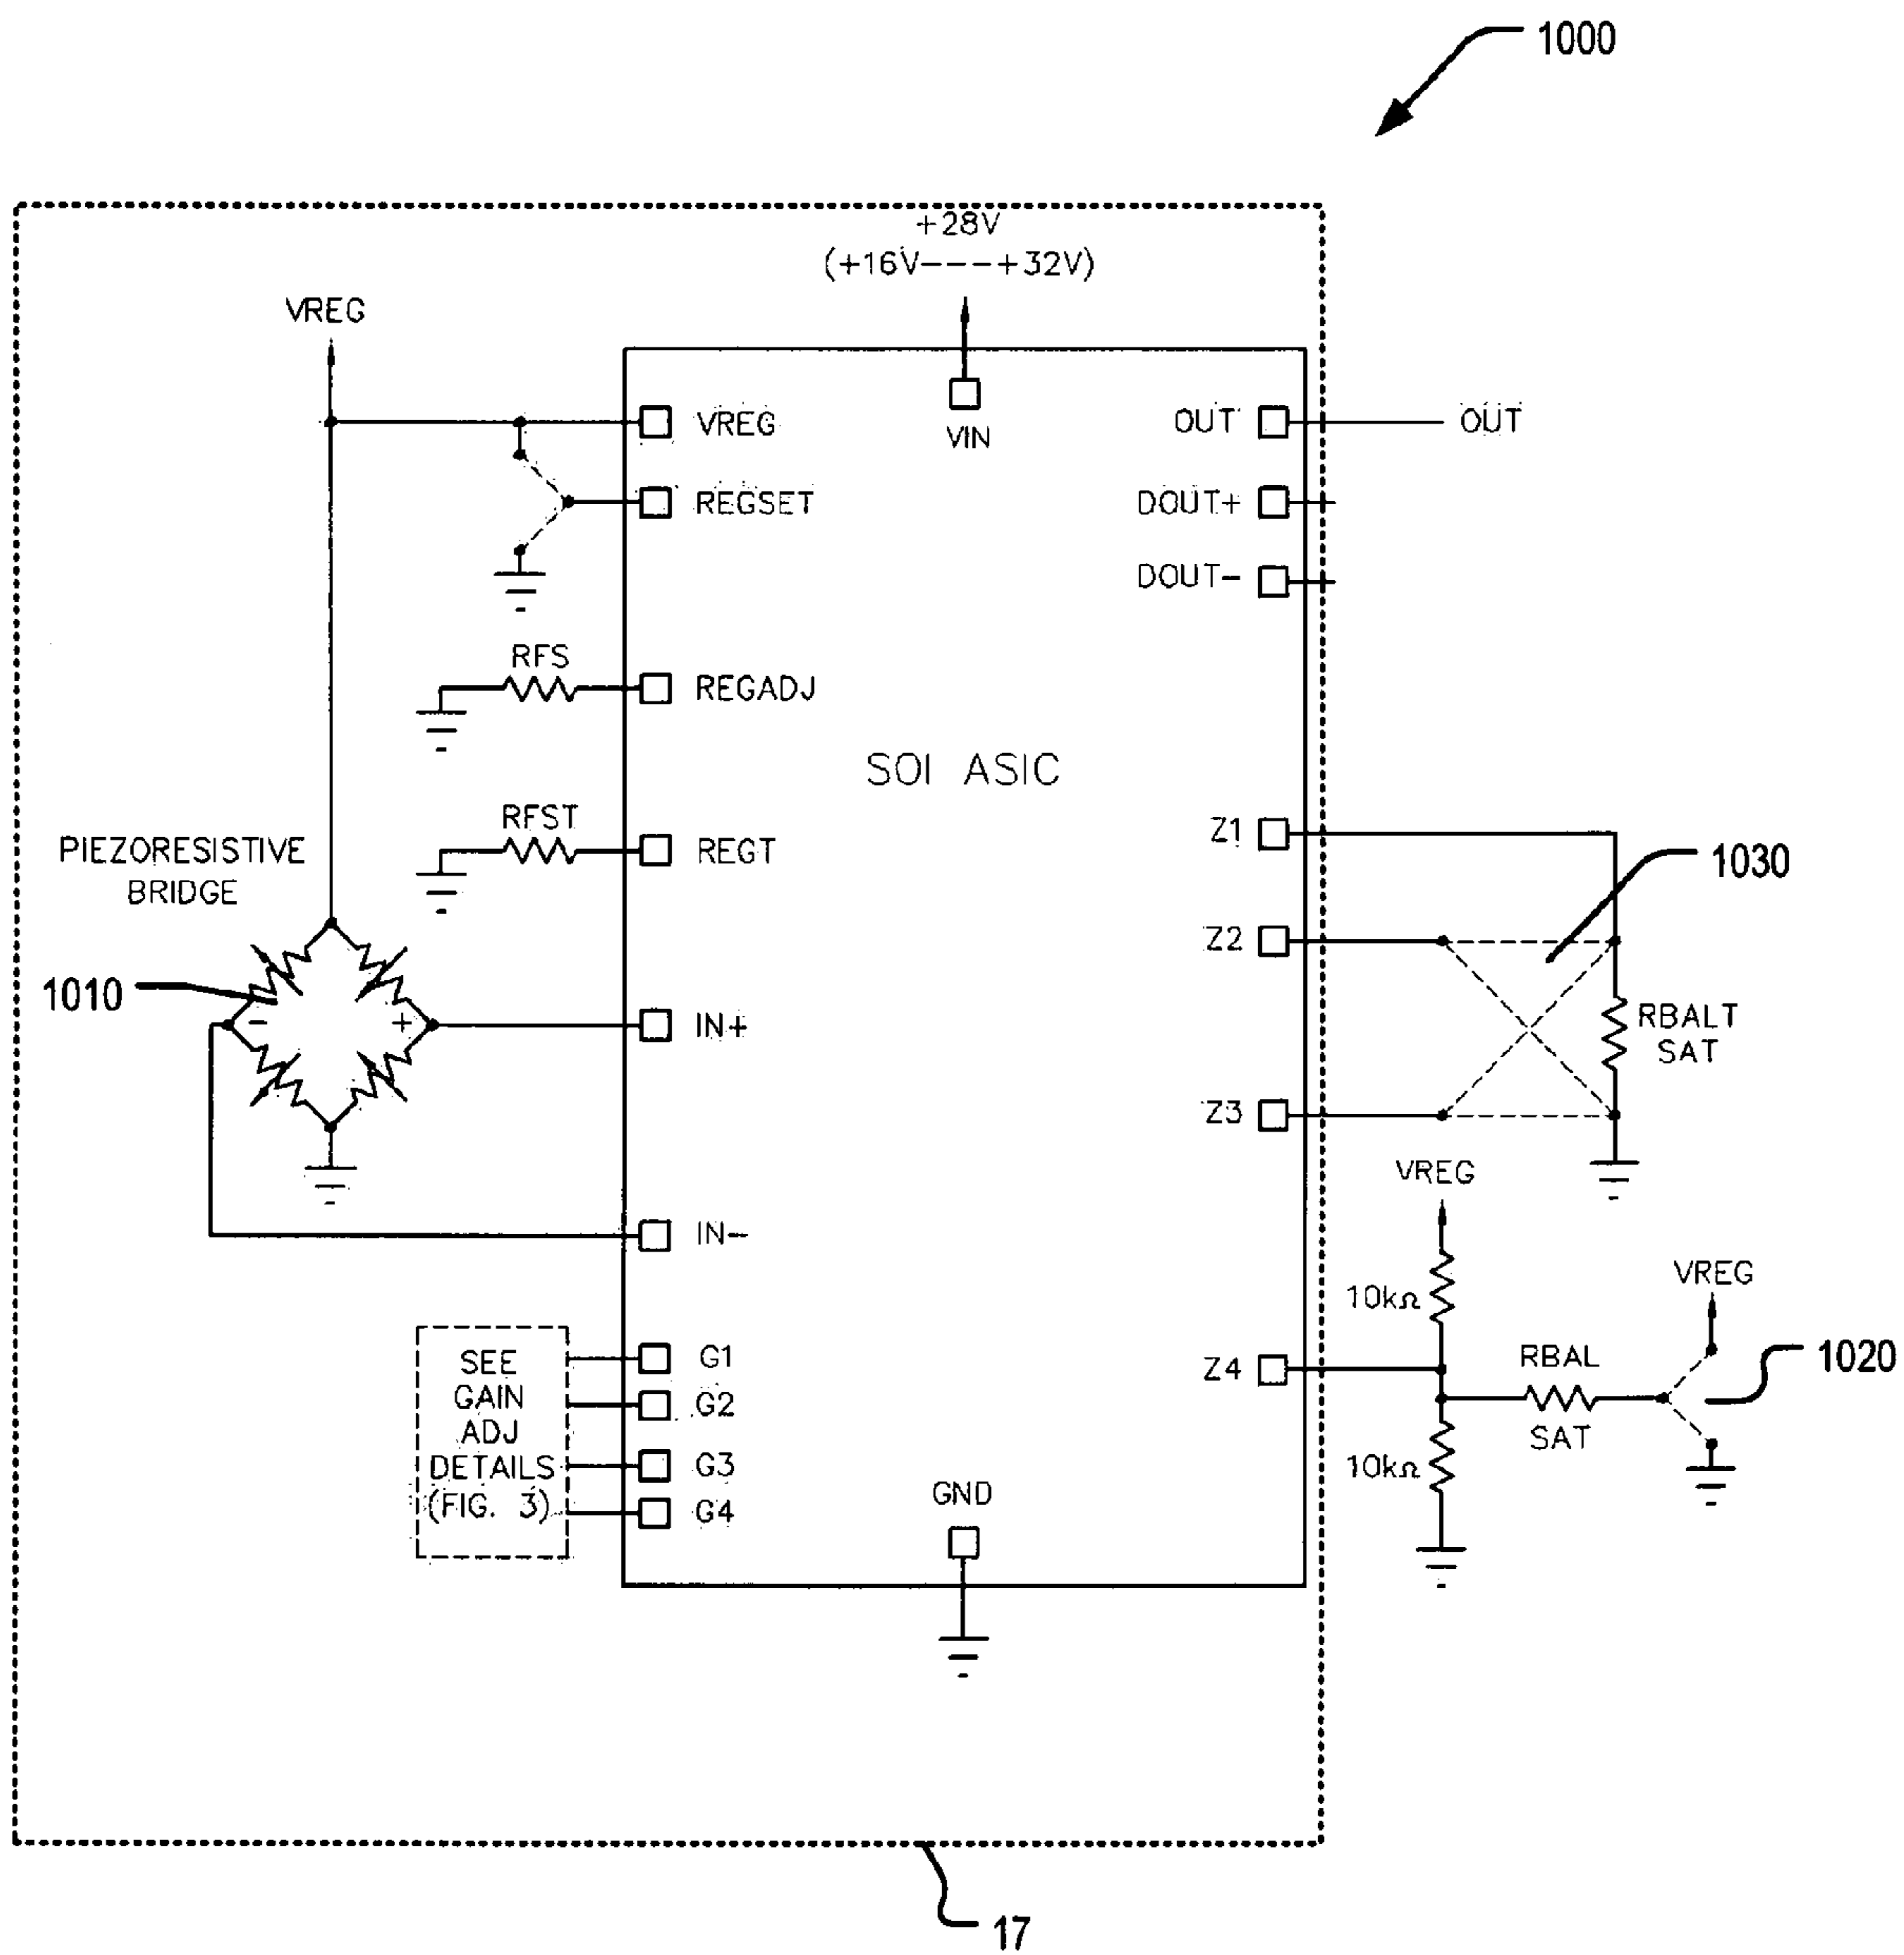 1000
+28V
(+16V----+32V)
VREG
VREG
VIN
OUT
OUT
REGSET
DOUT+
DOUT-
RFS
REGADJ
SOI ASIC
RFST
REGT
PIEZORESISTIVE
BRIDGE
Z1
1030
Z2
1010
-
+
IN+
RBALT
SAT
Z3
VREG
IN-
10kΩ
VREG
SEE
GAIN
ADJ
DETAILS
(FIG. 3)
G1
G2
G3
G4
Z4
RBAL
SAT
1020
10kΩ
GND
17